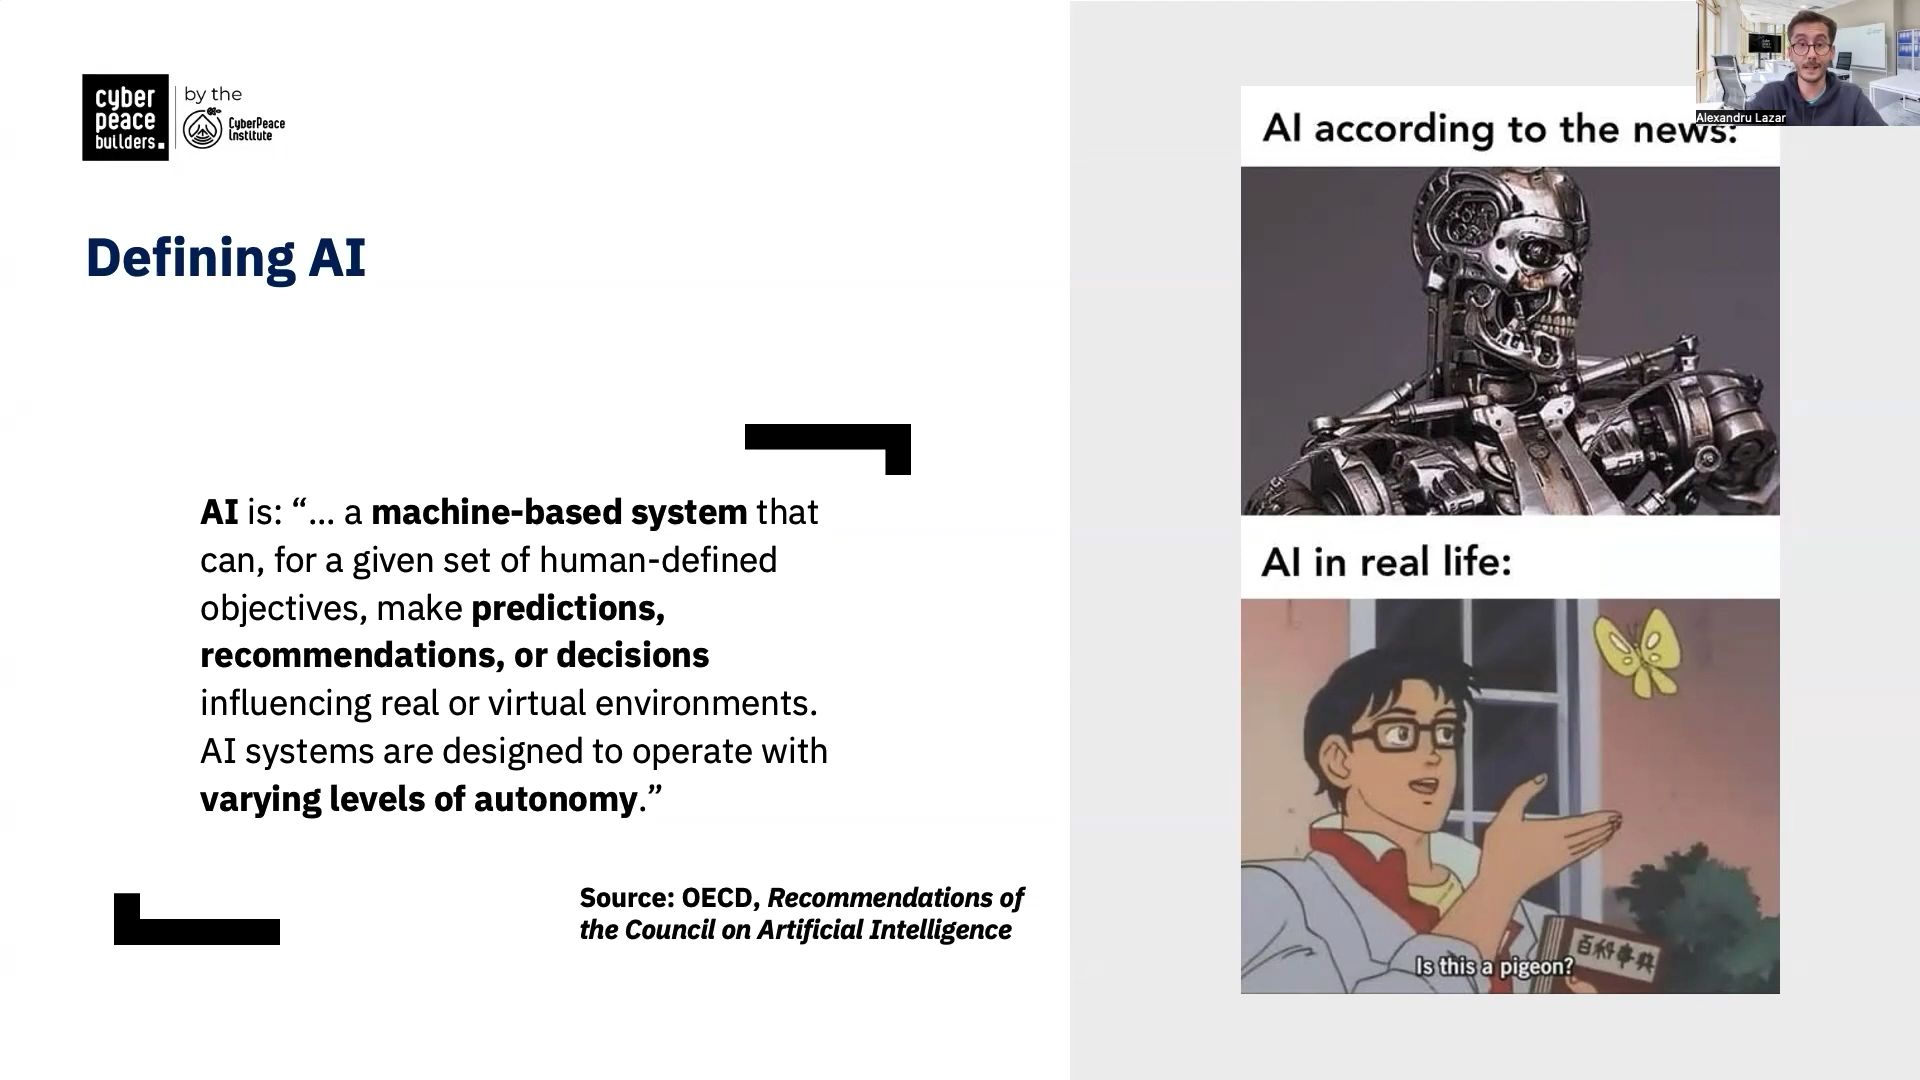 cyber
peace
builders.
by the
CyberPeace
Institute
Defining AI
AI is: “... a machine-based system that
can, for a given set of human-defined
objectives, make predictions,
recommendations, or decisions
influencing real or virtual environments.
AI systems are designed to operate with
varying levels of autonomy.”
Source: OECD, Recommendations of
the Council on Artificial Intelligence
Alexandru Lazar
AI according to the news:
AI in real life:
百科事典
Is this a pigeon?